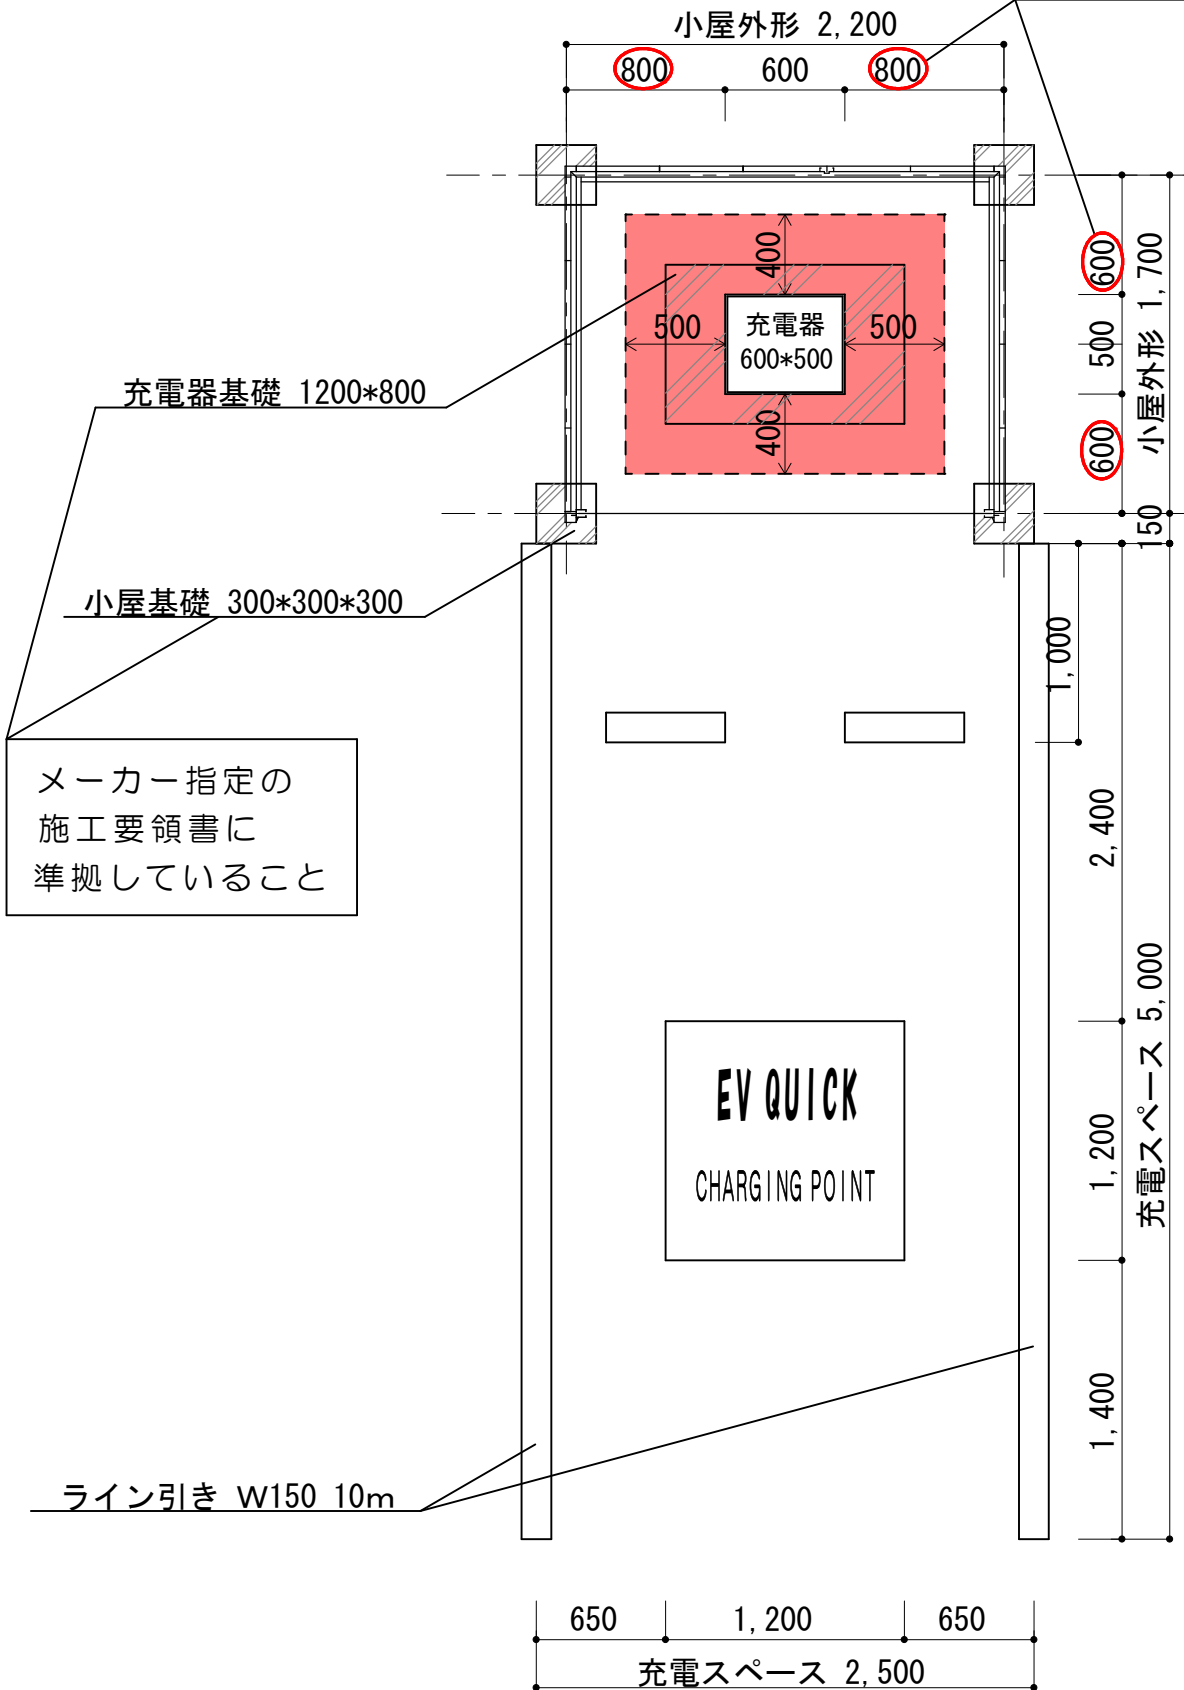 小屋外形 2,200
800
600
800
400
500
充電器
600*500
500
400
600
500
600
小屋外形 1,700
150
充電器基礎 1200*800
小屋基礎 300*300*300
1,000
メーカー指定の
施工要領書に
準拠していること
2,400
充電スペース 5,000
EV QUICK
CHARGING POINT
1,200
1,400
ライン引き W150 10m
650
1,200
650
充電スペース 2,500